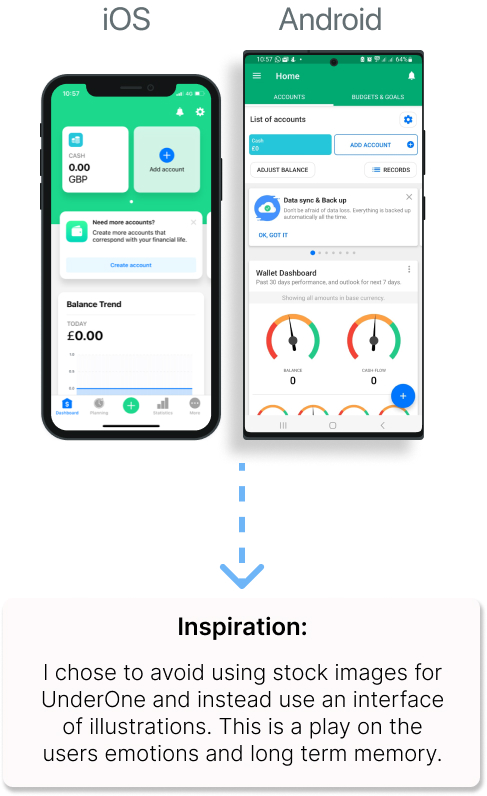 iOS
Android
10:57
4G
CASH
0.00
GBP
Add account
Need more accounts?
Create more accounts that
correspond with your financial life.
Create account
Balance Trend
TODAY
£0.00
Dashboard
Planning
Statistics
More
10:57
64%
Home
ACCOUNTS
BUDGETS & GOALS
List of accounts
Cash
£0
ADD ACCOUNT
ADJUST BALANCE
RECORDS
Data sync & Back up
Don't be afraid of data loss. Everything is backed up
automatically all the time.
OK, GOT IT
Wallet Dashboard
Past 30 days performance, and outlook for next 7 days.
Showing all amounts in base currency.
BALANCE
0
CASH FLOW
0
Inspiration:
I chose to avoid using stock images for
UnderOne and instead use an interface
of illustrations. This is a play on the
users emotions and long term memory.